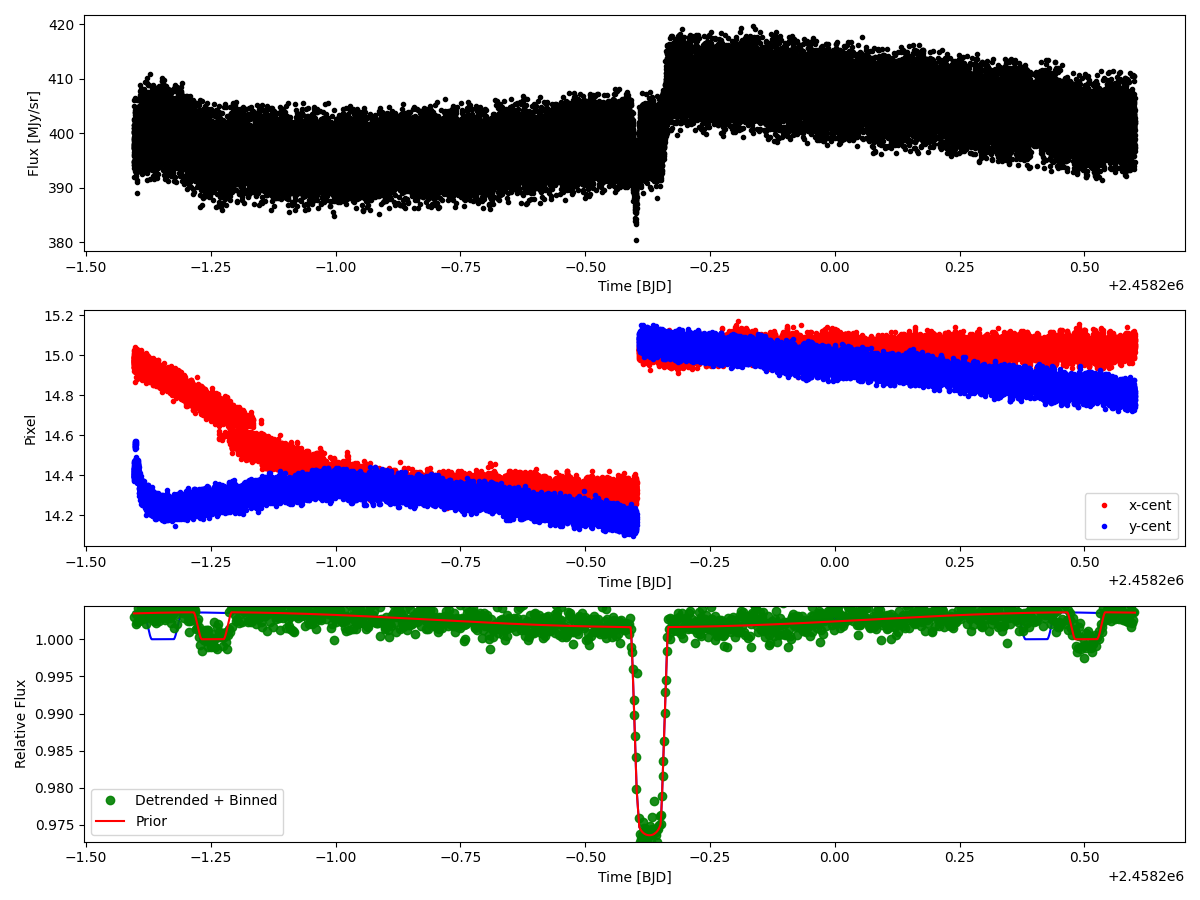 420
410
400
390
380
Flux [MJy/sr]
−1.50 −1.25 −1.00 −0.75 −0.50 −0.25 0.00 0.25 0.50
Time [BJD]
+2.4582e6
15.2
15.0
14.8
14.6
14.4
14.2
Pixel
x-cent
y-cent
−1.50 −1.25 −1.00 −0.75 −0.50 −0.25 0.00 0.25 0.50
Time [BJD]
+2.4582e6
1.000
0.995
0.990
0.985
0.980
0.975
Relative Flux
Detrended + Binned
Prior
−1.50 −1.25 −1.00 −0.75 −0.50 −0.25 0.00 0.25 0.50
Time [BJD]
+2.4582e6